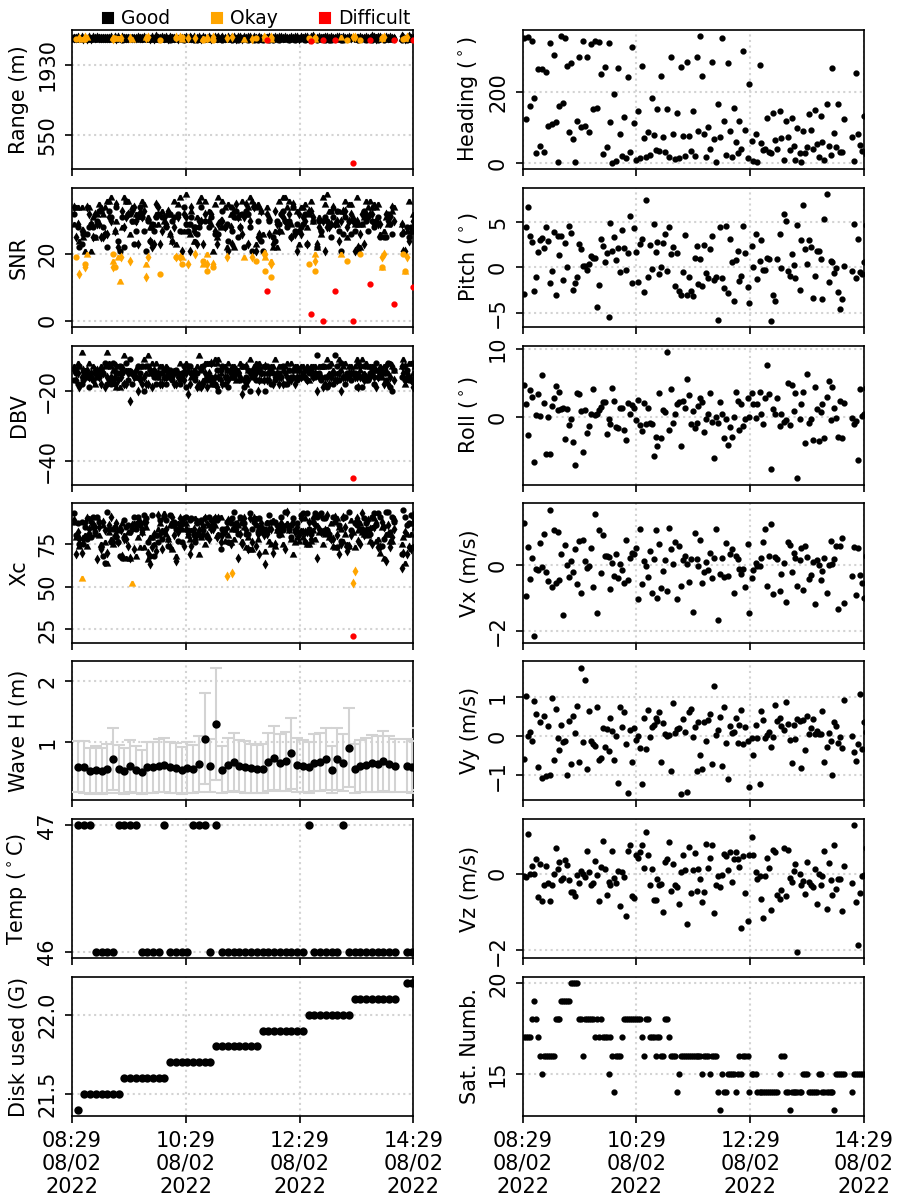 Good Okay Difficult
Range (m)
1930
550
Heading (°)
200
0
SNR
20
0
Pitch (°)
5
0
−5
DBV
−20
−40
Roll (°)
10
0
Xc
75
50
25
Vx (m/s)
0
−2
Wave H (m)
2
1
Vy (m/s)
1
0
−1
Temp (°C)
47
46
Vz (m/s)
0
−2
Disk used (G)
22.0
21.5
Sat. Numb.
20
15
08:29 10:29 12:29 14:29 08:29 10:29 12:29 14:29
08/02 08/02 08/02 08/02 08/02 08/02 08/02 08/02
2022 2022 2022 2022 2022 2022 2022 2022